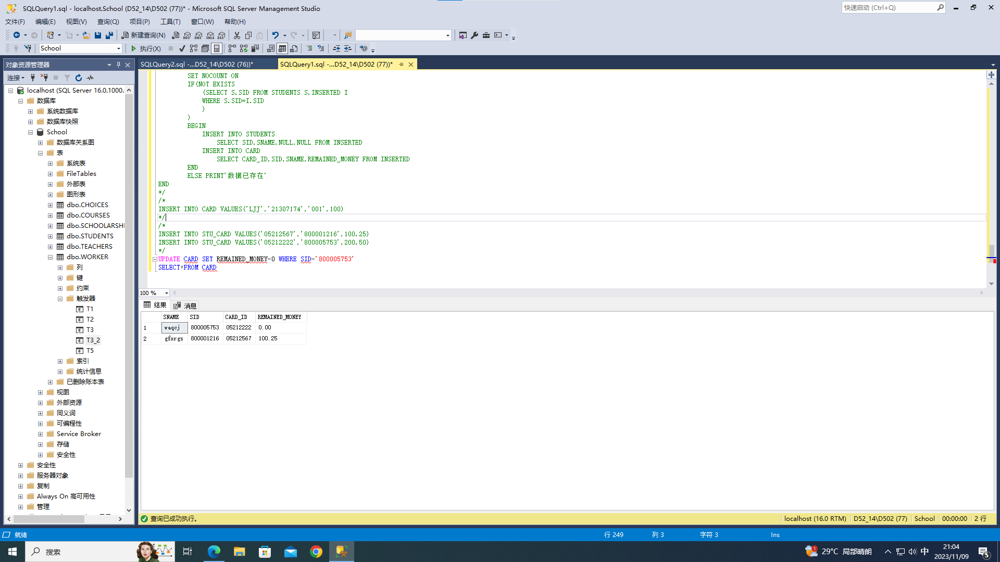 SQLQuery1.sql - localhost.School (D52_14\D502 (77))* - Microsoft SQL Server Management Studio
快速启动 (Ctrl+Q)
文件(F) 编辑(E) 视图(V) 查询(Q) 项目(P) 工具(T) 窗口(W) 帮助(H)
新建查询(N) MDX DMX XMLA DAX
School 执行(X)
对象资源管理器
SQLQuery2.sql -...D52_14\D502 (76))* SQLQuery1.sql -...D52_14\D502 (77))*
连接
localhost (SQL Server 16.0.1000.
数据库
系统数据库
数据库快照
School
数据库关系图
表
系统表
FileTables
外部表
图形表
dbo.CHOICES
dbo.COURSES
dbo.SCHOOLARSHI
dbo.STUDENTS
dbo.TEACHERS
dbo.WORKER
列
键
约束
触发器
T1
T2
T3
T3_2
T5
索引
统计信息
已删除账本表
视图
外部资源
同义词
可编程性
Service Broker
存储
安全性
安全性
服务器对象
复制
Always On 高可用性
管理
SET NOCOUNT ON
IF(NOT EXISTS
(SELECT S.SID FROM STUDENTS S,INSERTED I
WHERE S.SID=I.SID
)
)
BEGIN
INSERT INTO STUDENTS
SELECT SID,SNAME,NULL,NULL FROM INSERTED
INSERT INTO CARD
SELECT CARD_ID,SID,SNAME,REMAINED_MONEY FROM INSERTED
END
ELSE PRINT'数据已存在'
END
*/
/*
INSERT INTO CARD VALUES('LJJ','21307174','001',100)
*/
/*
INSERT INTO STU_CARD VALUES('05212567','800001216',100.25)
INSERT INTO STU_CARD VALUES('05212222','800005753',200.50)
*/
UPDATE CARD SET REMAINED_MONEY=0 WHERE SID='800005753'
SELECT*FROM CARD
100 %
结果 消息
SNAME SID CARD_ID REMAINED_MONEY
1 waqcj 800005753 05212222 0.00
2 gfxrgs 800001216 05212567 100.25
查询已成功执行。 localhost (16.0 RTM) D52_14\D502 (77) School 00:00:00 2 行
就绪 行 249 列 3 字符 3 Ins
搜索
1 29°C 局部晴朗 中 21:04
2023/11/09 5